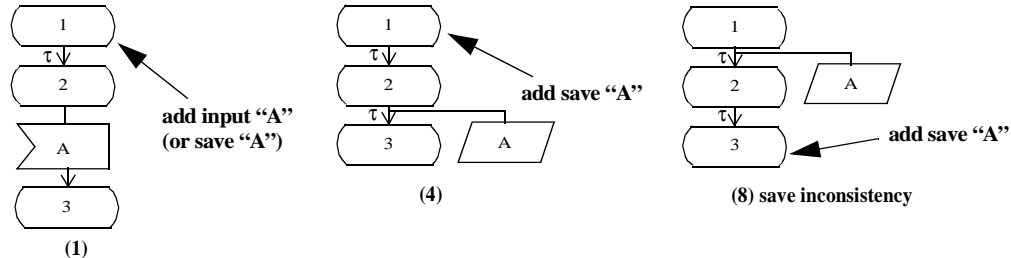 1
τ
2
A
3
(1)
add input “A”
(or save “A”)
1
τ
2
τ
3
A
(4)
add save “A”
1
τ
2
A
τ
3
add save “A”
(8) save inconsistency